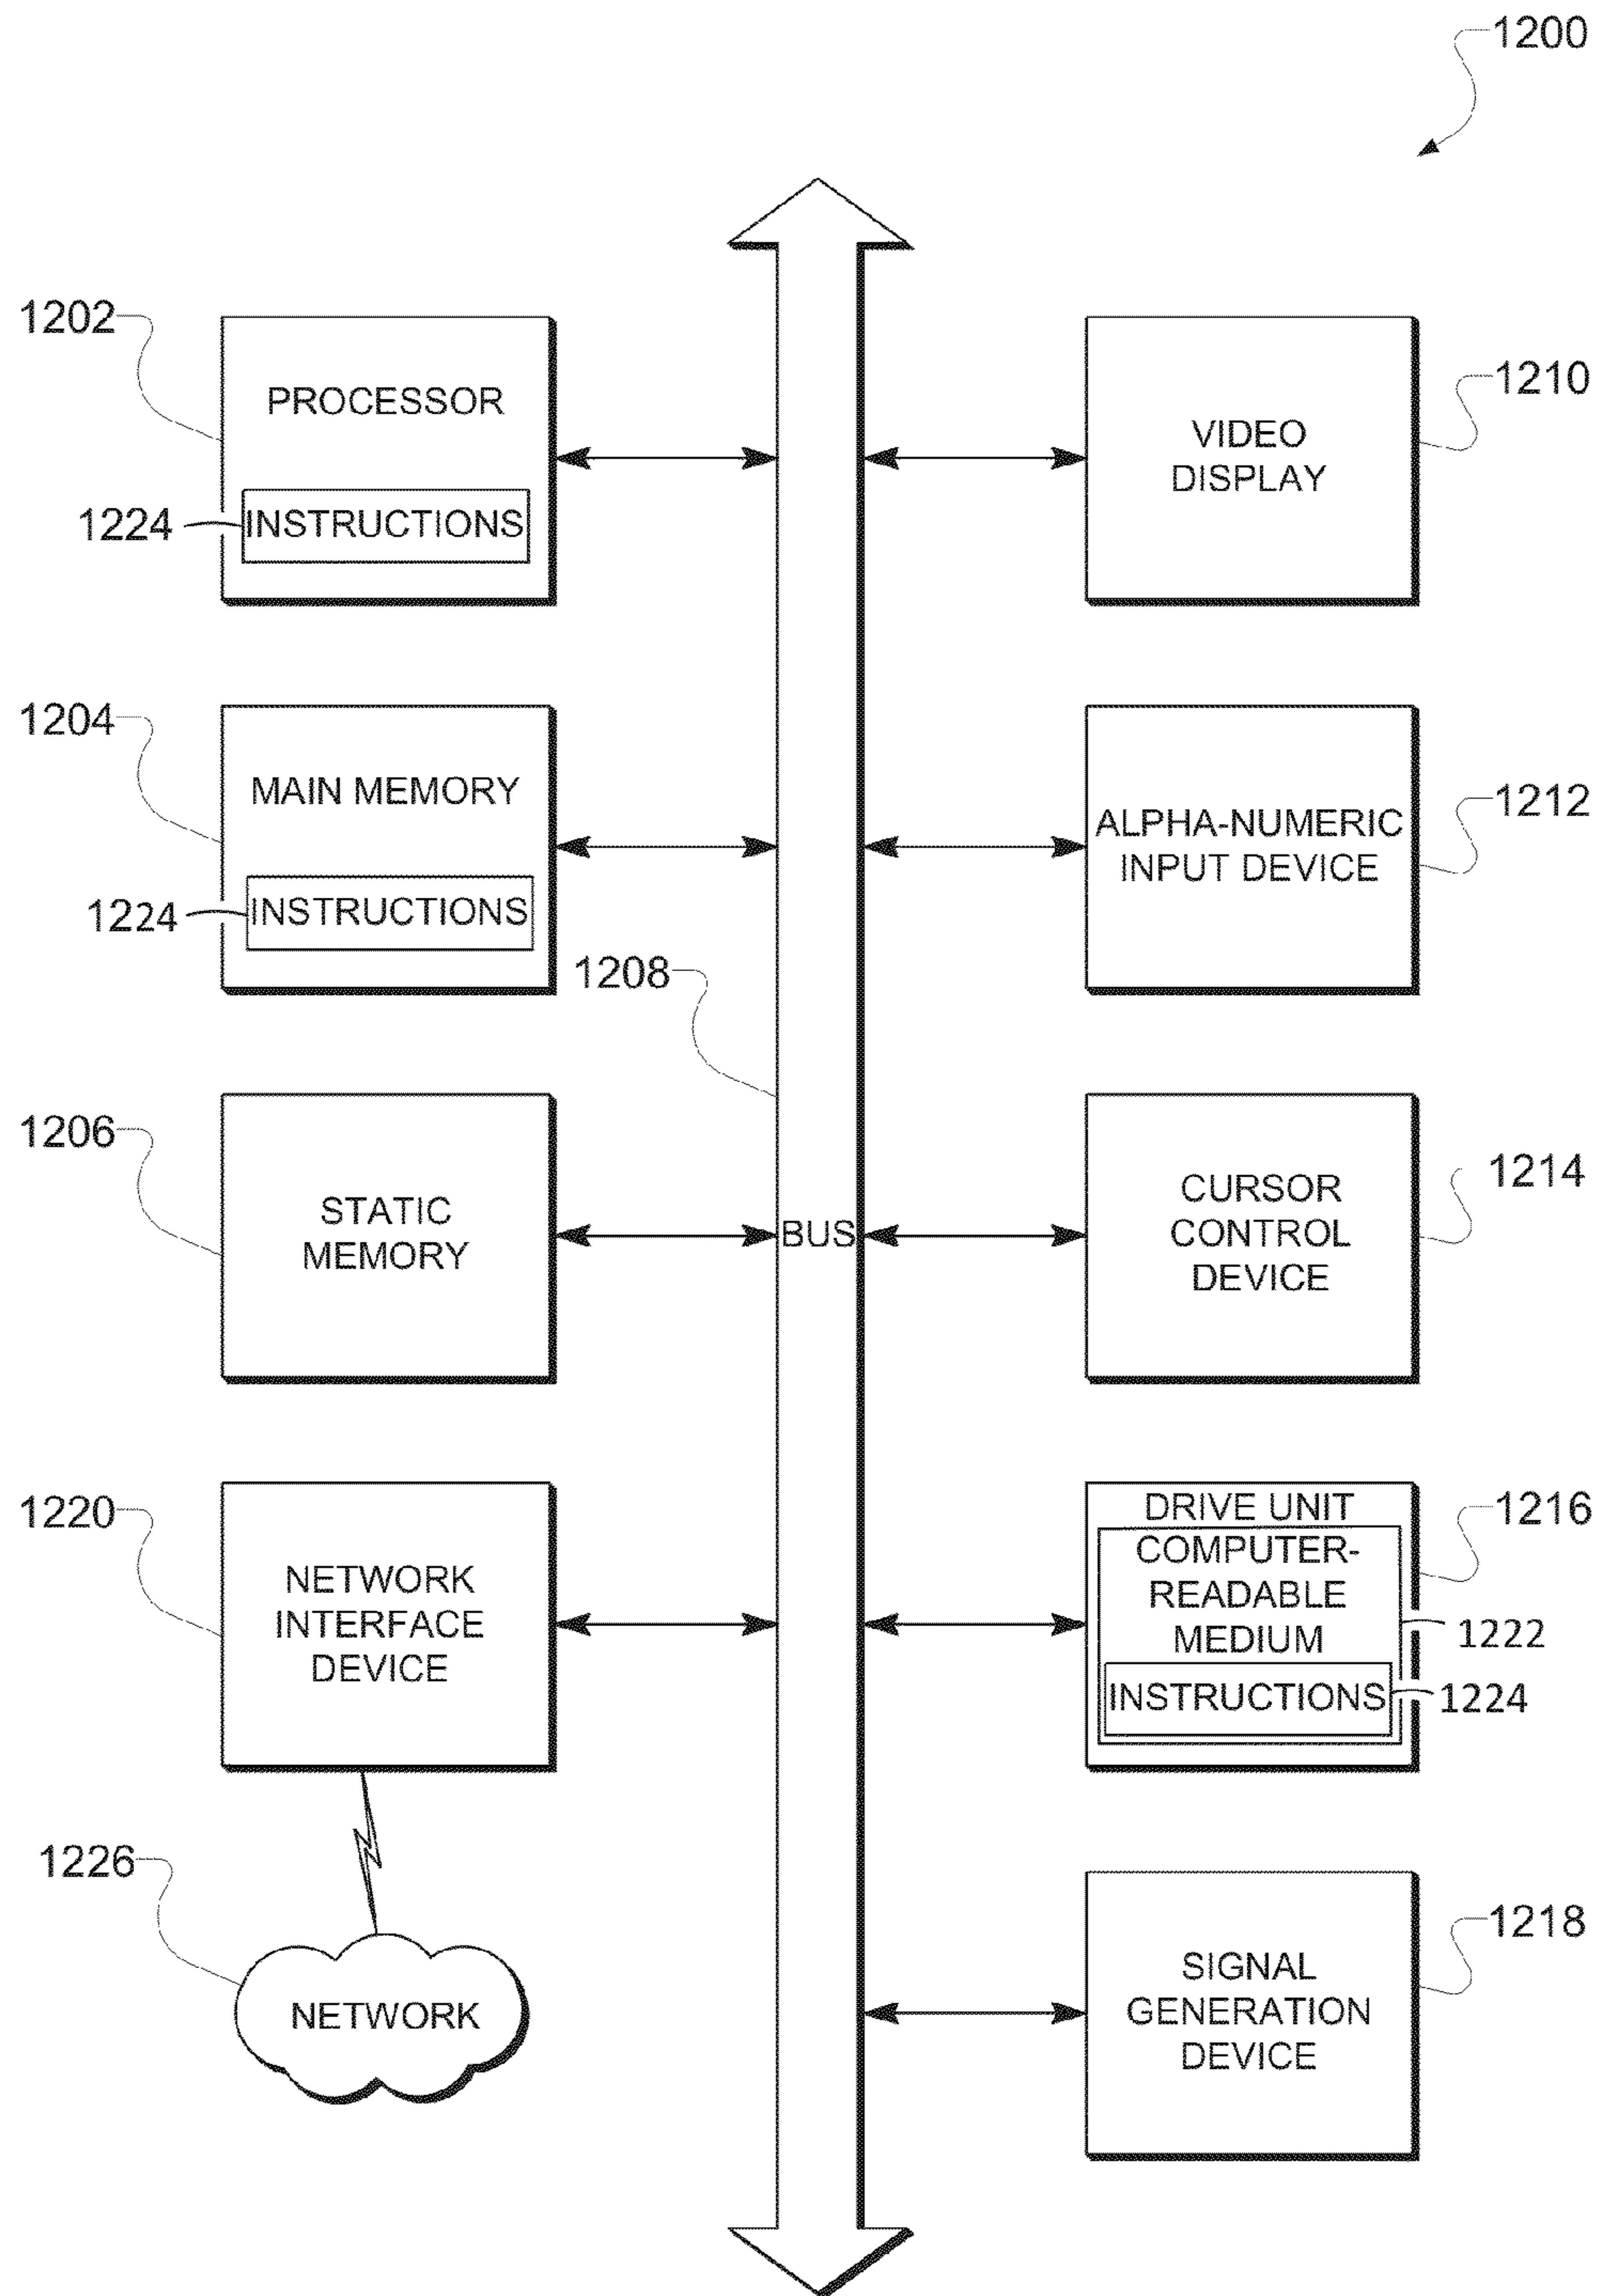 1200
1202
PROCESSOR
1224
INSTRUCTIONS
1210
VIDEO
DISPLAY
1204
MAIN MEMORY
1224
INSTRUCTIONS
1212
ALPHA-NUMERIC
INPUT DEVICE
1208
1206
STATIC
MEMORY
BUS
1214
CURSOR
CONTROL
DEVICE
1220
NETWORK
INTERFACE
DEVICE
1216
DRIVE UNIT
COMPUTER-
READABLE
MEDIUM
1222
INSTRUCTIONS
1224
1226
NETWORK
1218
SIGNAL
GENERATION
DEVICE